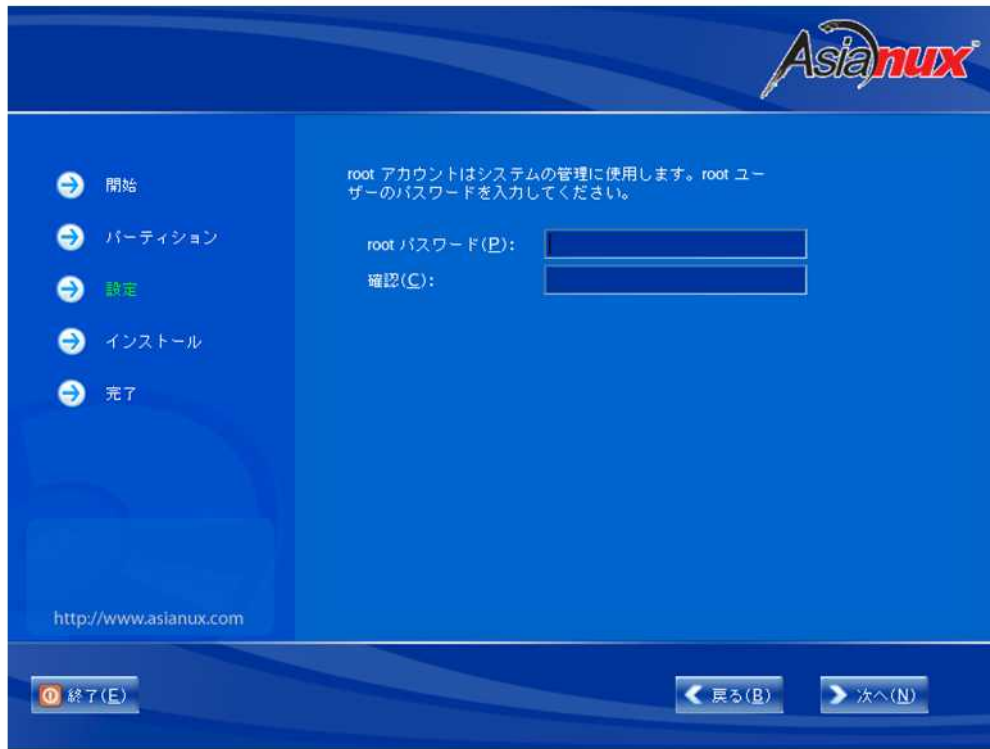 Asianux
開始
パーティション
設定
インストール
完了
http://www.asianux.com
root アカウントはシステムの管理に使用します。root ユー
ザーのパスワードを入力してください。
root パスワード(P):
確認(C):
終了(E)
戻る(B)
次へ(N)